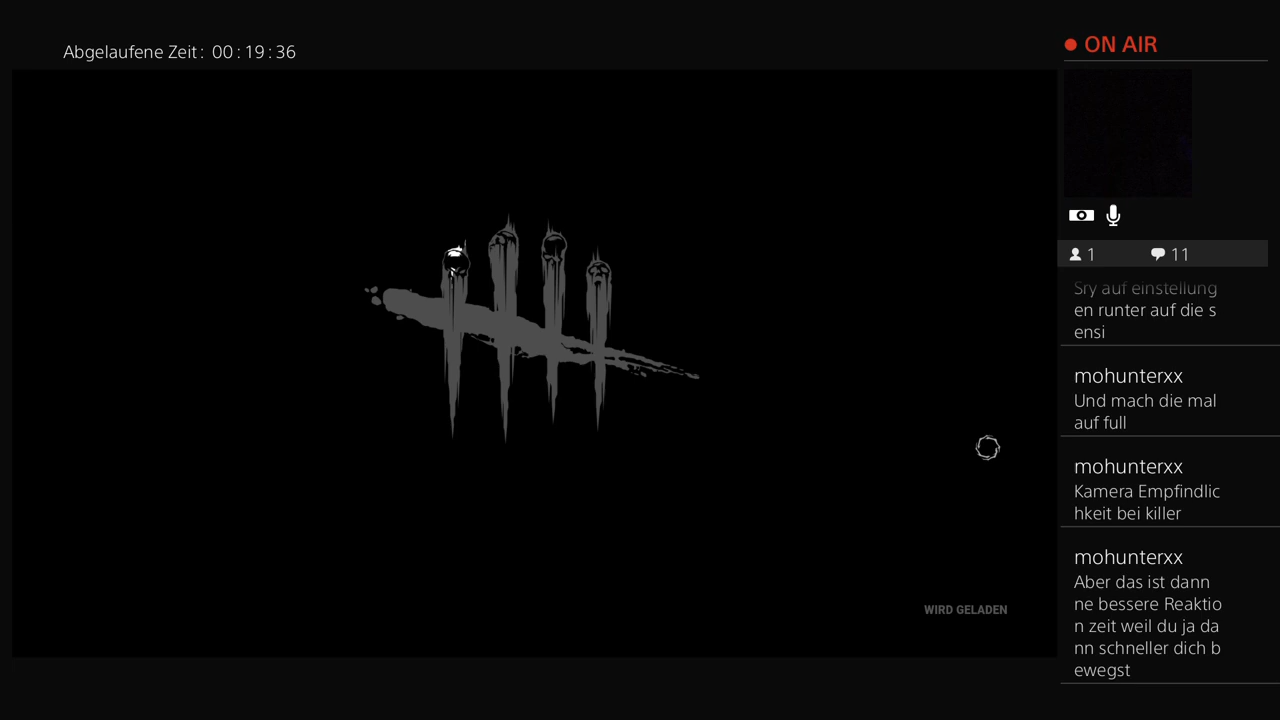 Abgelaufene Zeit: 00:19:36
ON AIR
1 11
Sry auf einstellung
en runter auf die s
ensi
mohunterxx
Und mach die mal
auf full
mohunterxx
Kamera Empfindlic
hkeit bei killer
mohunterxx
Aber das ist dann
ne bessere Reaktio
n zeit weil du ja da
nn schneller dich b
ewegst
WIRD GELADEN